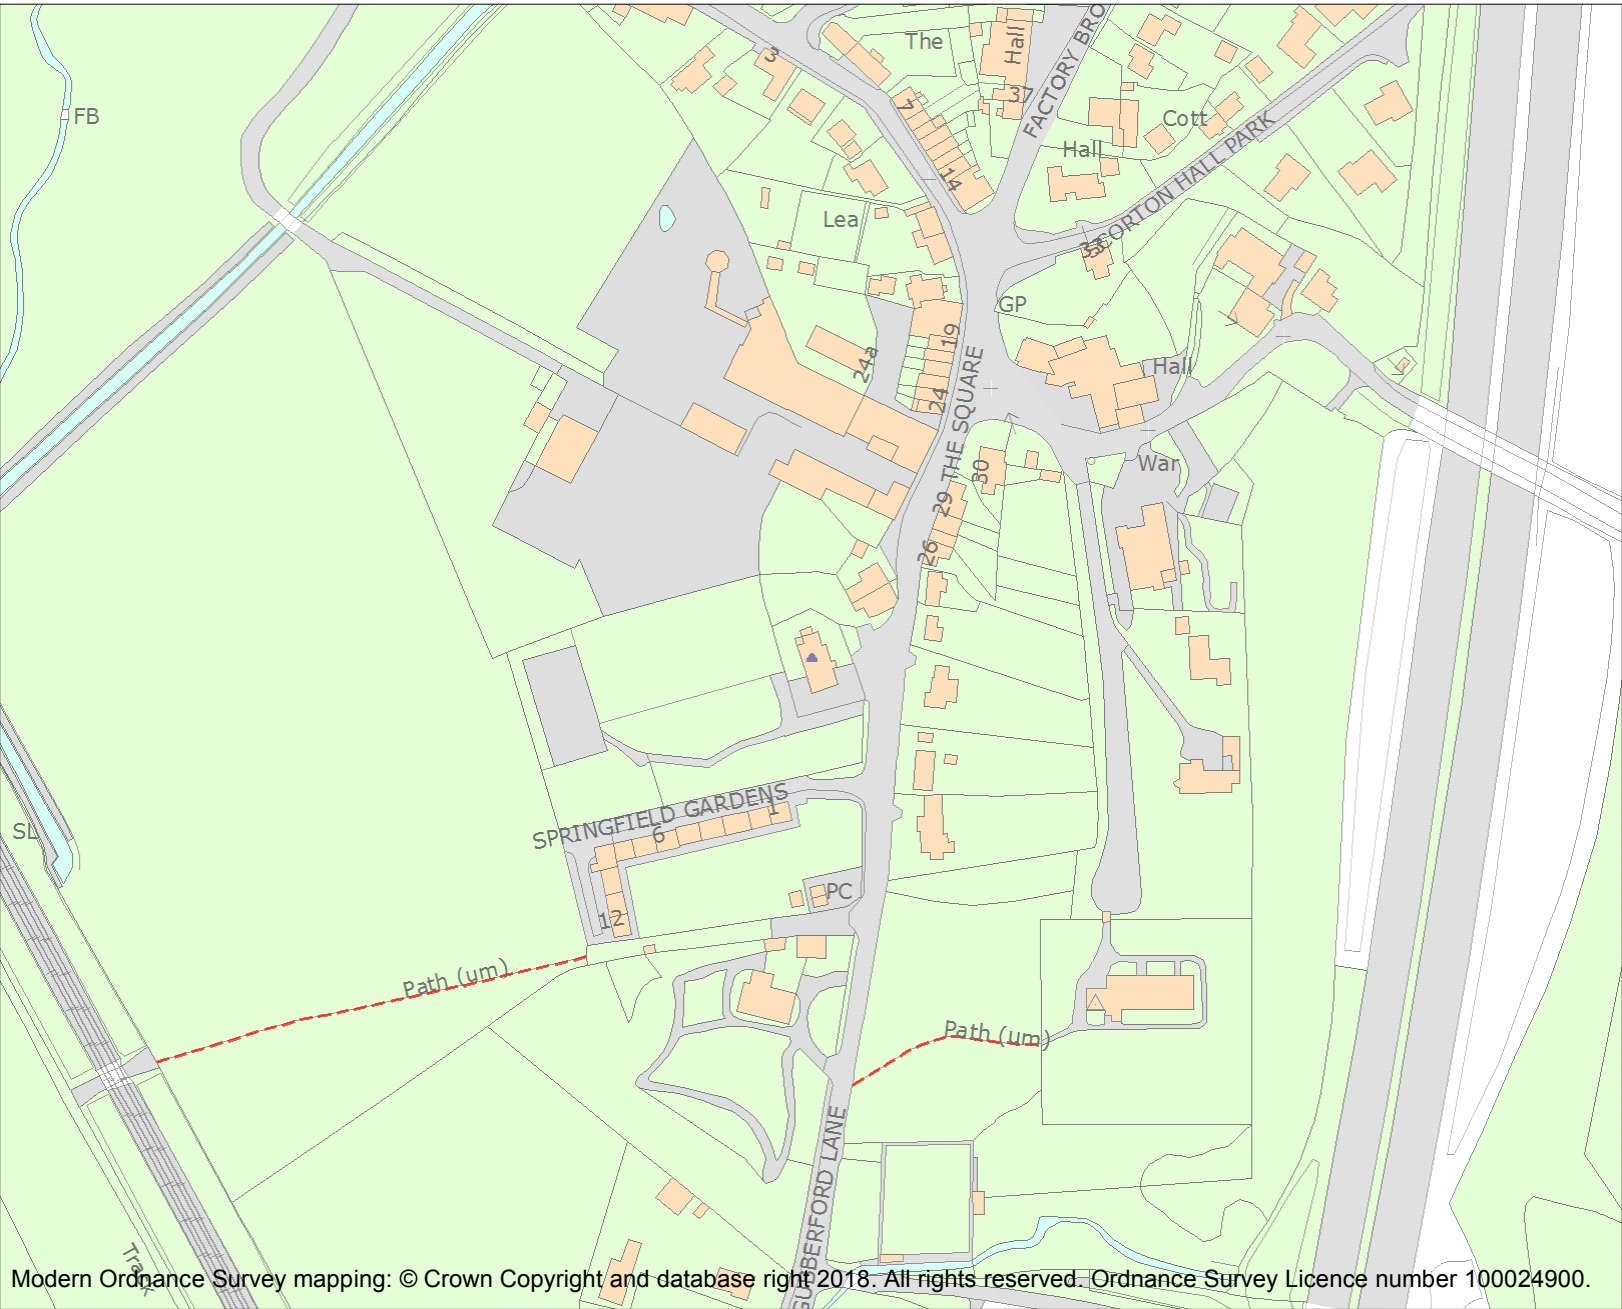 3
The
Hall
FACTORY BRO
37
7
FB
Cott
Hall
14
SCORTON HALL PARK
Lea
33
GP
19
24a
Hall
24
THE SQUARE
War
30
29
26
SPRINGFIELD GARDENS
1
6
SL
PC
12
Path (um)
Path (um)
GUBBERFORD LANE
Track
Modern Ordnance Survey mapping: © Crown Copyright and database right 2018. All rights reserved. Ordnance Survey Licence number 100024900.